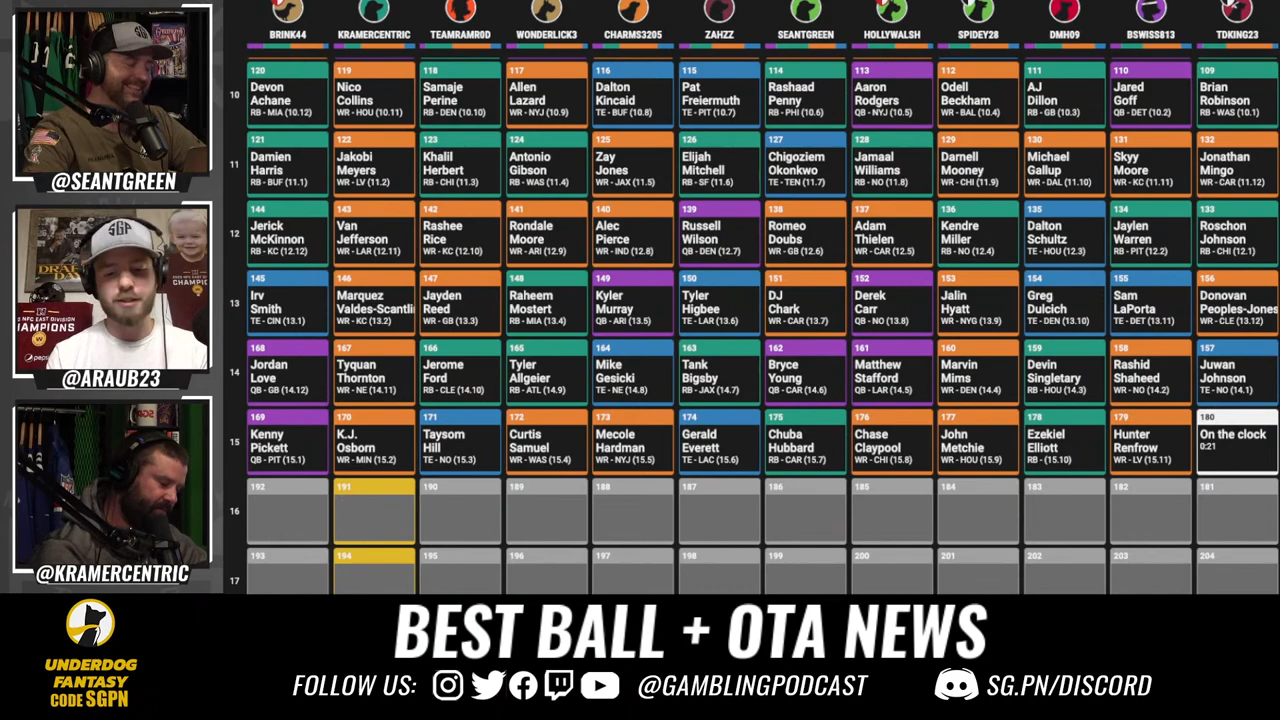 BRINK44 KRAMERCENTRIC TEAMRAMR0D WONDERLICK3 CHARMS3205 ZAHZZ SEANTGREEN HOLLYWALSH SPIDEY28 DMH09 BSWISS813 TDKING23
10
120 Devon Achane RB - MIA (10.12)
119 Nico Collins WR - HOU (10.11)
118 Samaje Perine RB - DEN (10.10)
117 Allen Lazard WR - NYJ (10.9)
116 Dalton Kincaid TE - BUF (10.8)
115 Pat Freiermuth TE - PIT (10.7)
114 Rashaad Penny RB - PHI (10.6)
113 Aaron Rodgers QB - NYJ (10.5)
112 Odell Beckham WR - BAL (10.4)
111 AJ Dillon RB - GB (10.3)
110 Jared Goff QB - DET (10.2)
109 Brian Robinson RB - WAS (10.1)
11
121 Damien Harris RB - BUF (11.1)
122 Jakobi Meyers WR - LV (11.2)
123 Khalil Herbert RB - CHI (11.3)
124 Antonio Gibson RB - WAS (11.4)
125 Zay Jones WR - JAX (11.5)
126 Elijah Mitchell RB - SF (11.6)
127 Chigoziem Okonkwo TE - TEN (11.7)
128 Jamaal Williams RB - NO (11.8)
129 Darnell Mooney WR - CHI (11.9)
130 Michael Gallup WR - DAL (11.10)
131 Skyy Moore WR - KC (11.11)
132 Jonathan Mingo WR - CAR (11.12)
12
144 Jerick McKinnon RB - KC (12.12)
143 Van Jefferson WR - LAR (12.11)
142 Rashee Rice WR - KC (12.10)
141 Rondale Moore WR - ARI (12.9)
140 Alec Pierce WR - IND (12.8)
139 Russell Wilson QB - DEN (12.7)
138 Romeo Doubs WR - GB (12.6)
137 Adam Thielen WR - CAR (12.5)
136 Kendre Miller RB - NO (12.4)
135 Dalton Schultz TE - HOU (12.3)
134 Jaylen Warren RB - PIT (12.2)
133 Roschon Johnson RB - CHI (12.1)
13
145 Irv Smith TE - CIN (13.1)
146 Marquez Valdes-Scantlin WR - KC (13.2)
147 Jayden Reed WR - GB (13.3)
148 Raheem Mostert RB - MIA (13.4)
149 Kyler Murray QB - ARI (13.5)
150 Tyler Higbee TE - LAR (13.6)
151 DJ Chark WR - CAR (13.7)
152 Derek Carr QB - NO (13.8)
153 Jalin Hyatt WR - NYG (13.9)
154 Greg Dulcich TE - DEN (13.10)
155 Sam LaPorta TE - DET (13.11)
156 Donovan Peoples-Jones WR - CLE (13.12)
14
168 Jordan Love QB - GB (14.12)
167 Tyquan Thornton WR - NE (14.11)
166 Jerome Ford RB - CLE (14.10)
165 Tyler Allgeier RB - ATL (14.9)
164 Mike Gesicki TE - NE (14.8)
163 Tank Bigsby RB - JAX (14.7)
162 Bryce Young QB - CAR (14.6)
161 Matthew Stafford QB - LAR (14.5)
160 Marvin Mims WR - DEN (14.4)
159 Devin Singletary RB - HOU (14.3)
158 Rashid Shaheed WR - NO (14.2)
157 Juwan Johnson TE - NO (14.1)
15
169 Kenny Pickett QB - PIT (15.1)
170 K.J. Osborn WR - MIN (15.2)
171 Taysom Hill TE - NO (15.3)
172 Curtis Samuel WR - WAS (15.4)
173 Mecole Hardman WR - NYJ (15.5)
174 Gerald Everett TE - LAC (15.6)
175 Chuba Hubbard RB - CAR (15.7)
176 Chase Claypool WR - CHI (15.8)
177 John Metchie WR - HOU (15.9)
178 Ezekiel Elliott RB - (15.10)
179 Hunter Renfrow WR - LV (15.11)
180 On the clock 0:21
16
192 191 190 189 188 187 186 185 184 183 182 181
17
193 194 195 196 197 198 199 200 201 202 203 204
@SEANTGREEN
SGP
@ARAUB23
@KRAMERCENTRIC
UNDERDOG
FANTASY
CODE SGPN
BEST BALL + OTA NEWS
FOLLOW US: @GAMBLINGPODCAST SG.PN/DISCORD